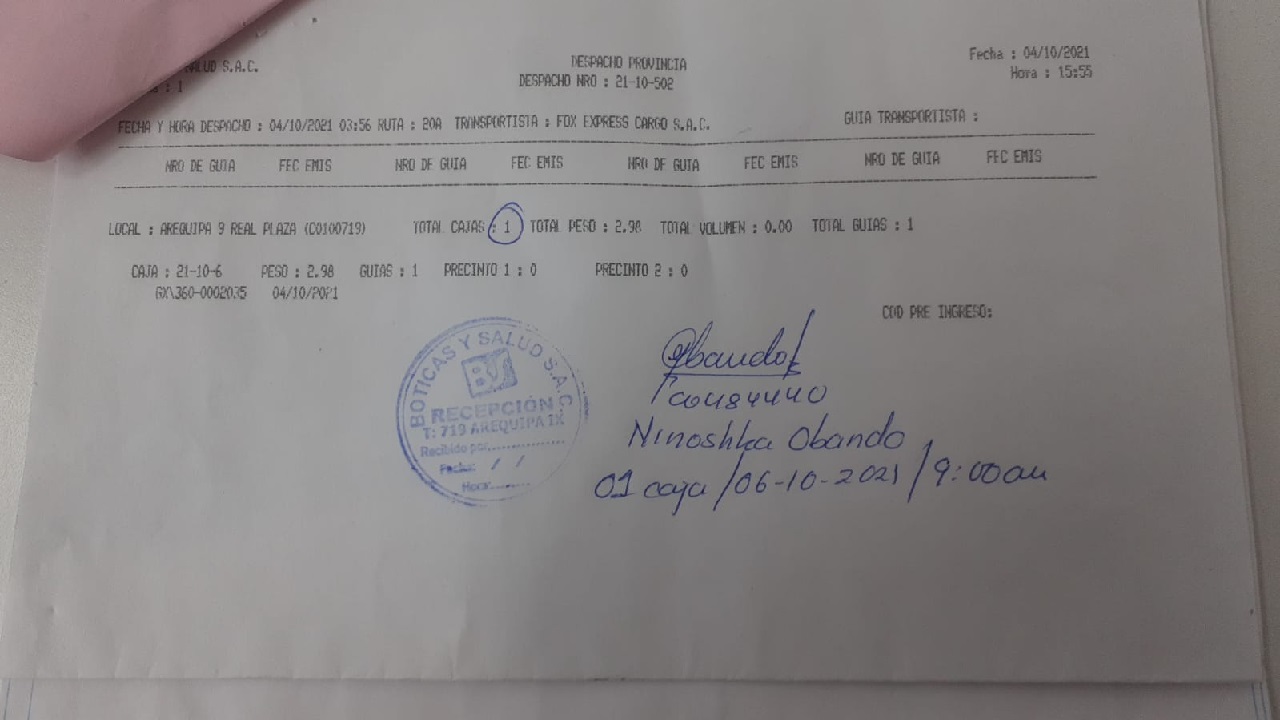 SALUD S.A.C.
DESPACHO PROVINCIA
Fecha : 04/10/2021
: 1
DESPACHO NRO : 21-10-502
Hora : 15:55
FECHA Y HORA DESPACHO : 04/10/2021 03:56 RUTA : 20A TRANSPORTISTA : FDX EXPRESS CARGO S.A.C.
GUIA TRANSPORTISTA :
NRO DE GUIA FEC EMIS NRO DE GUIA FEC EMIS NRO DE GUIA FEC EMIS NRO DE GUIA FEC EMIS
LOCAL : AREQUIPA 9 REAL PLAZA (C0100719) TOTAL CAJAS : 1 TOTAL PESO : 2.98 TOTAL VOLUMEN : 0.00 TOTAL GUIAS : 1
CAJA : 21-10-6 PESO : 2.98 GUIAS : 1 PRECINTO 1 : 0 PRECINTO 2 : 0
04/10/2021
COD PRE INGRESO:
BOTICAS Y SALUD S.A.C.
RECEPCIÓN
T: 719 AREQUIPA IX
Recibido por:..............
Fecha: / /
Hora:........
Obando
Ninoshka Obando
01 caja / 06-10-2021 / 9:00am